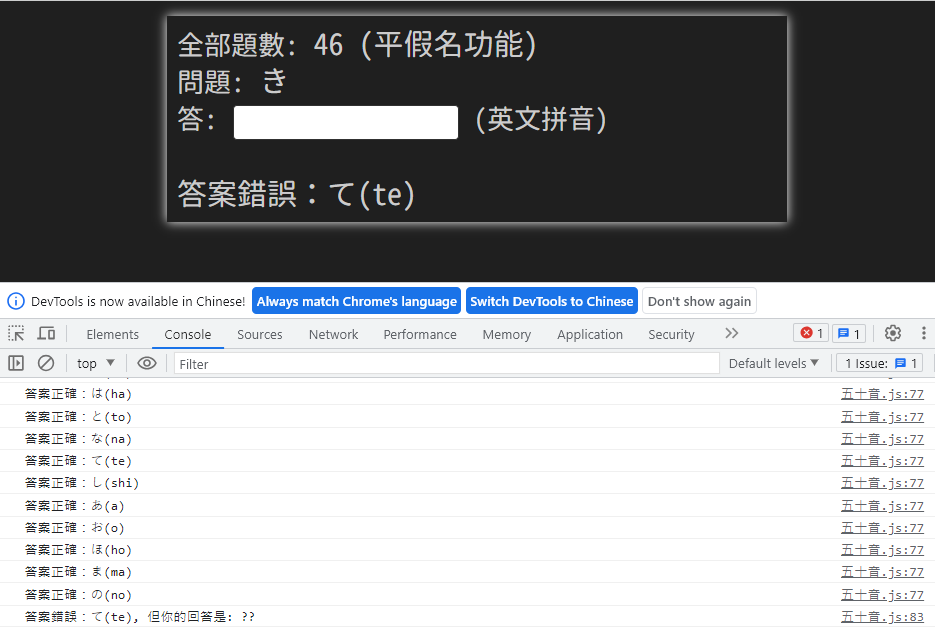 全部題數: 46 (平假名功能)
問題: き
答: (英文拼音)
答案錯誤：て(te)
DevTools is now available in Chinese! Always match Chrome's language Switch DevTools to Chinese Don't show again
Elements Console Sources Network Performance Memory Application Security 1 1
top Filter Default levels 1 Issue: 1
答案正確：は(ha) 五十音.js:77
答案正確：と(to) 五十音.js:77
答案正確：な(na) 五十音.js:77
答案正確：て(te) 五十音.js:77
答案正確：し(shi) 五十音.js:77
答案正確：あ(a) 五十音.js:77
答案正確：お(o) 五十音.js:77
答案正確：ほ(ho) 五十音.js:77
答案正確：ま(ma) 五十音.js:77
答案正確：の(no) 五十音.js:77
答案錯誤：て(te), 但你的回答是: ?? 五十音.js:83